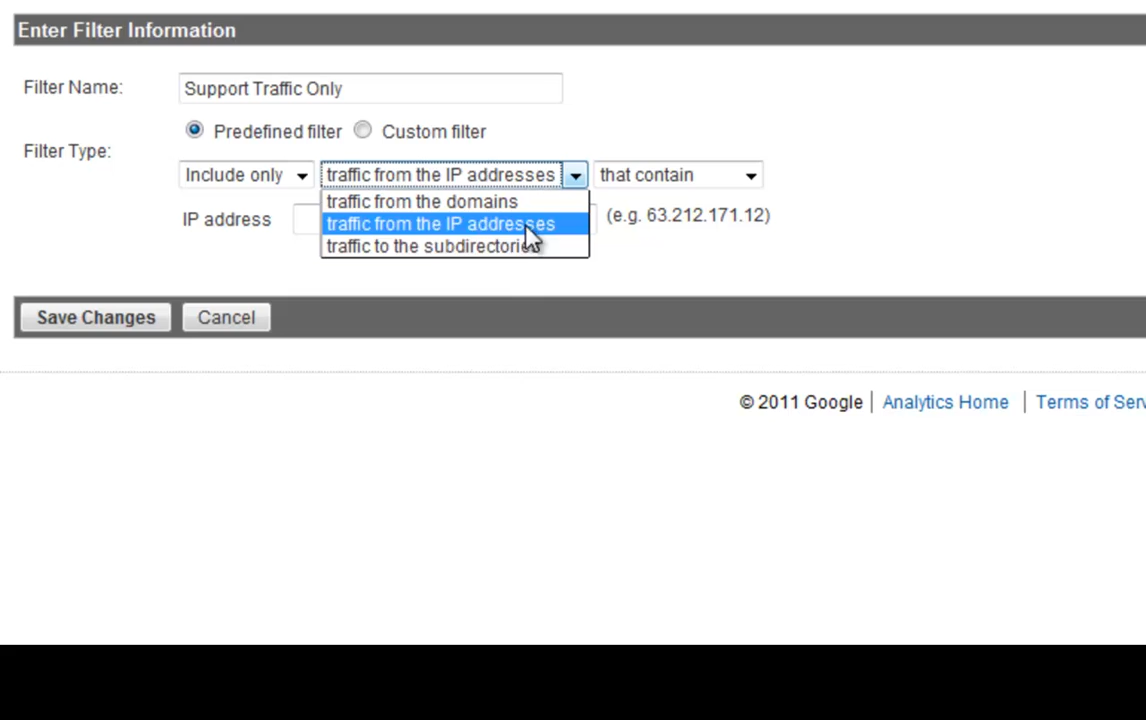 Enter Filter Information
Filter Name: Support Traffic Only
Predefined filter Custom filter
Filter Type:
Include only traffic from the IP addresses that contain
traffic from the domains
IP address traffic from the IP addresses (e.g. 63.212.171.12)
traffic to the subdirectories
Save Changes Cancel
© 2011 Google | Analytics Home | Terms of Serv